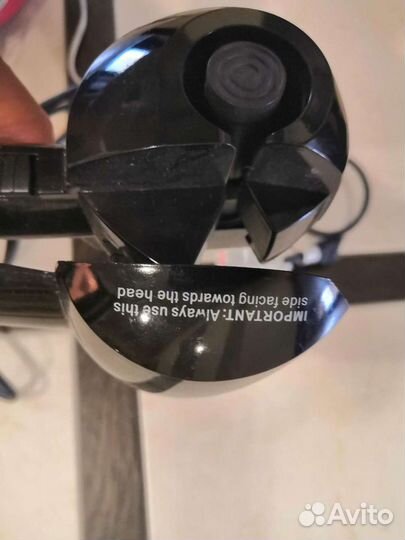 IMPORTANT: Always use this
side facing towards the head
Avito